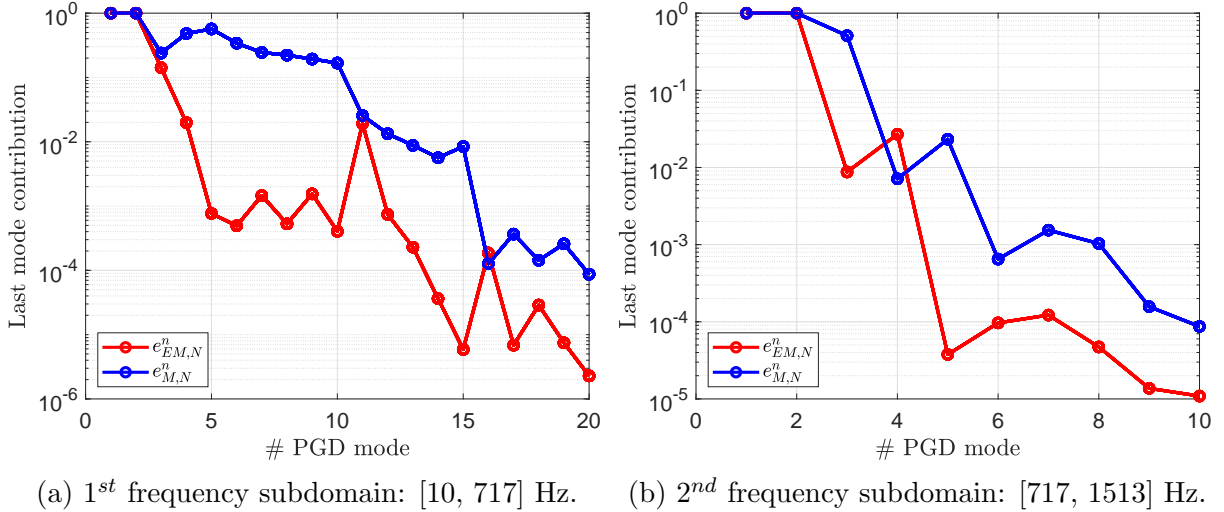 Last mode contribution
10^0
10^-2
10^-4
10^-6
0 5 10 15 20
# PGD mode
e^n_{EM,N}
e^n_{M,N}
(a) 1^{st} frequency subdomain: [10, 717] Hz.
Last mode contribution
10^0
10^-1
10^-2
10^-3
10^-4
10^-5
0 2 4 6 8 10
# PGD mode
e^n_{EM,N}
e^n_{M,N}
(b) 2^{nd} frequency subdomain: [717, 1513] Hz.